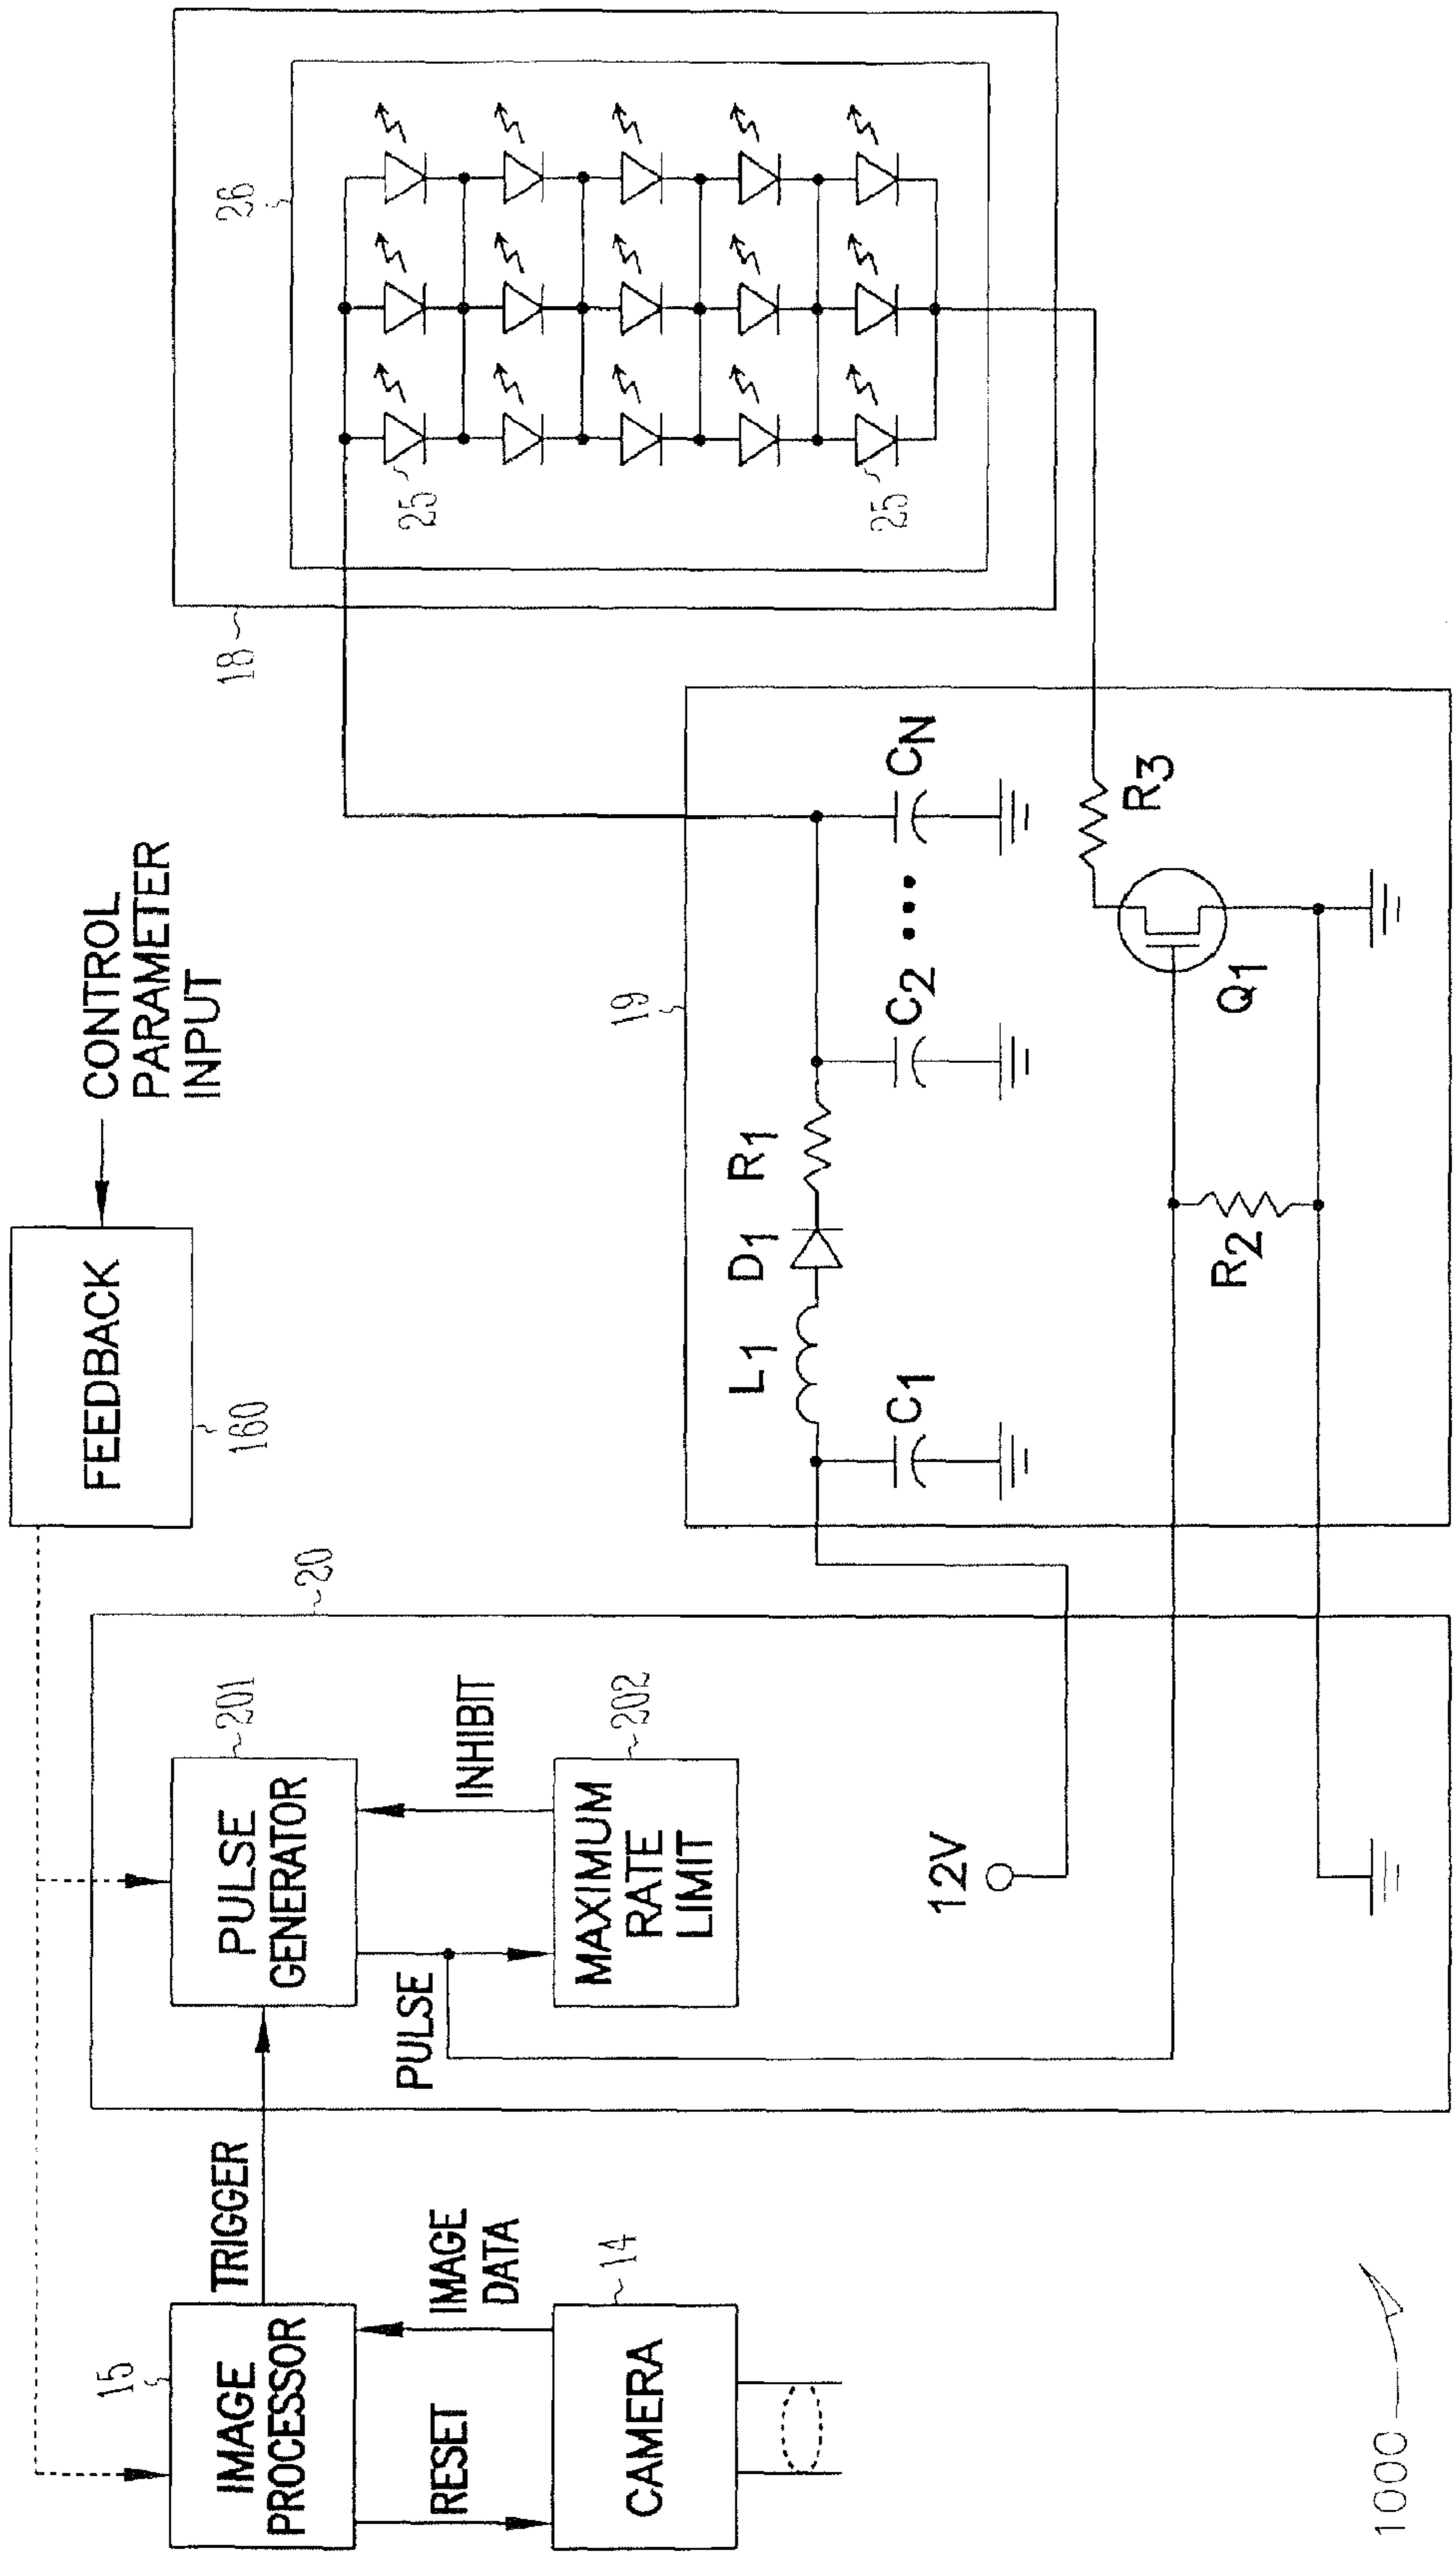 FEEDBACK
160
CONTROL
PARAMETER
INPUT
15
IMAGE
PROCESSOR
TRIGGER
RESET
IMAGE
DATA
CAMERA
14
20
PULSE
GENERATOR
201
PULSE
INHIBIT
MAXIMUM
RATE
LIMIT
202
12V
19
L1
D1
R1
C1
C2
CN
R2
Q1
R3
18
26
25
25
1000